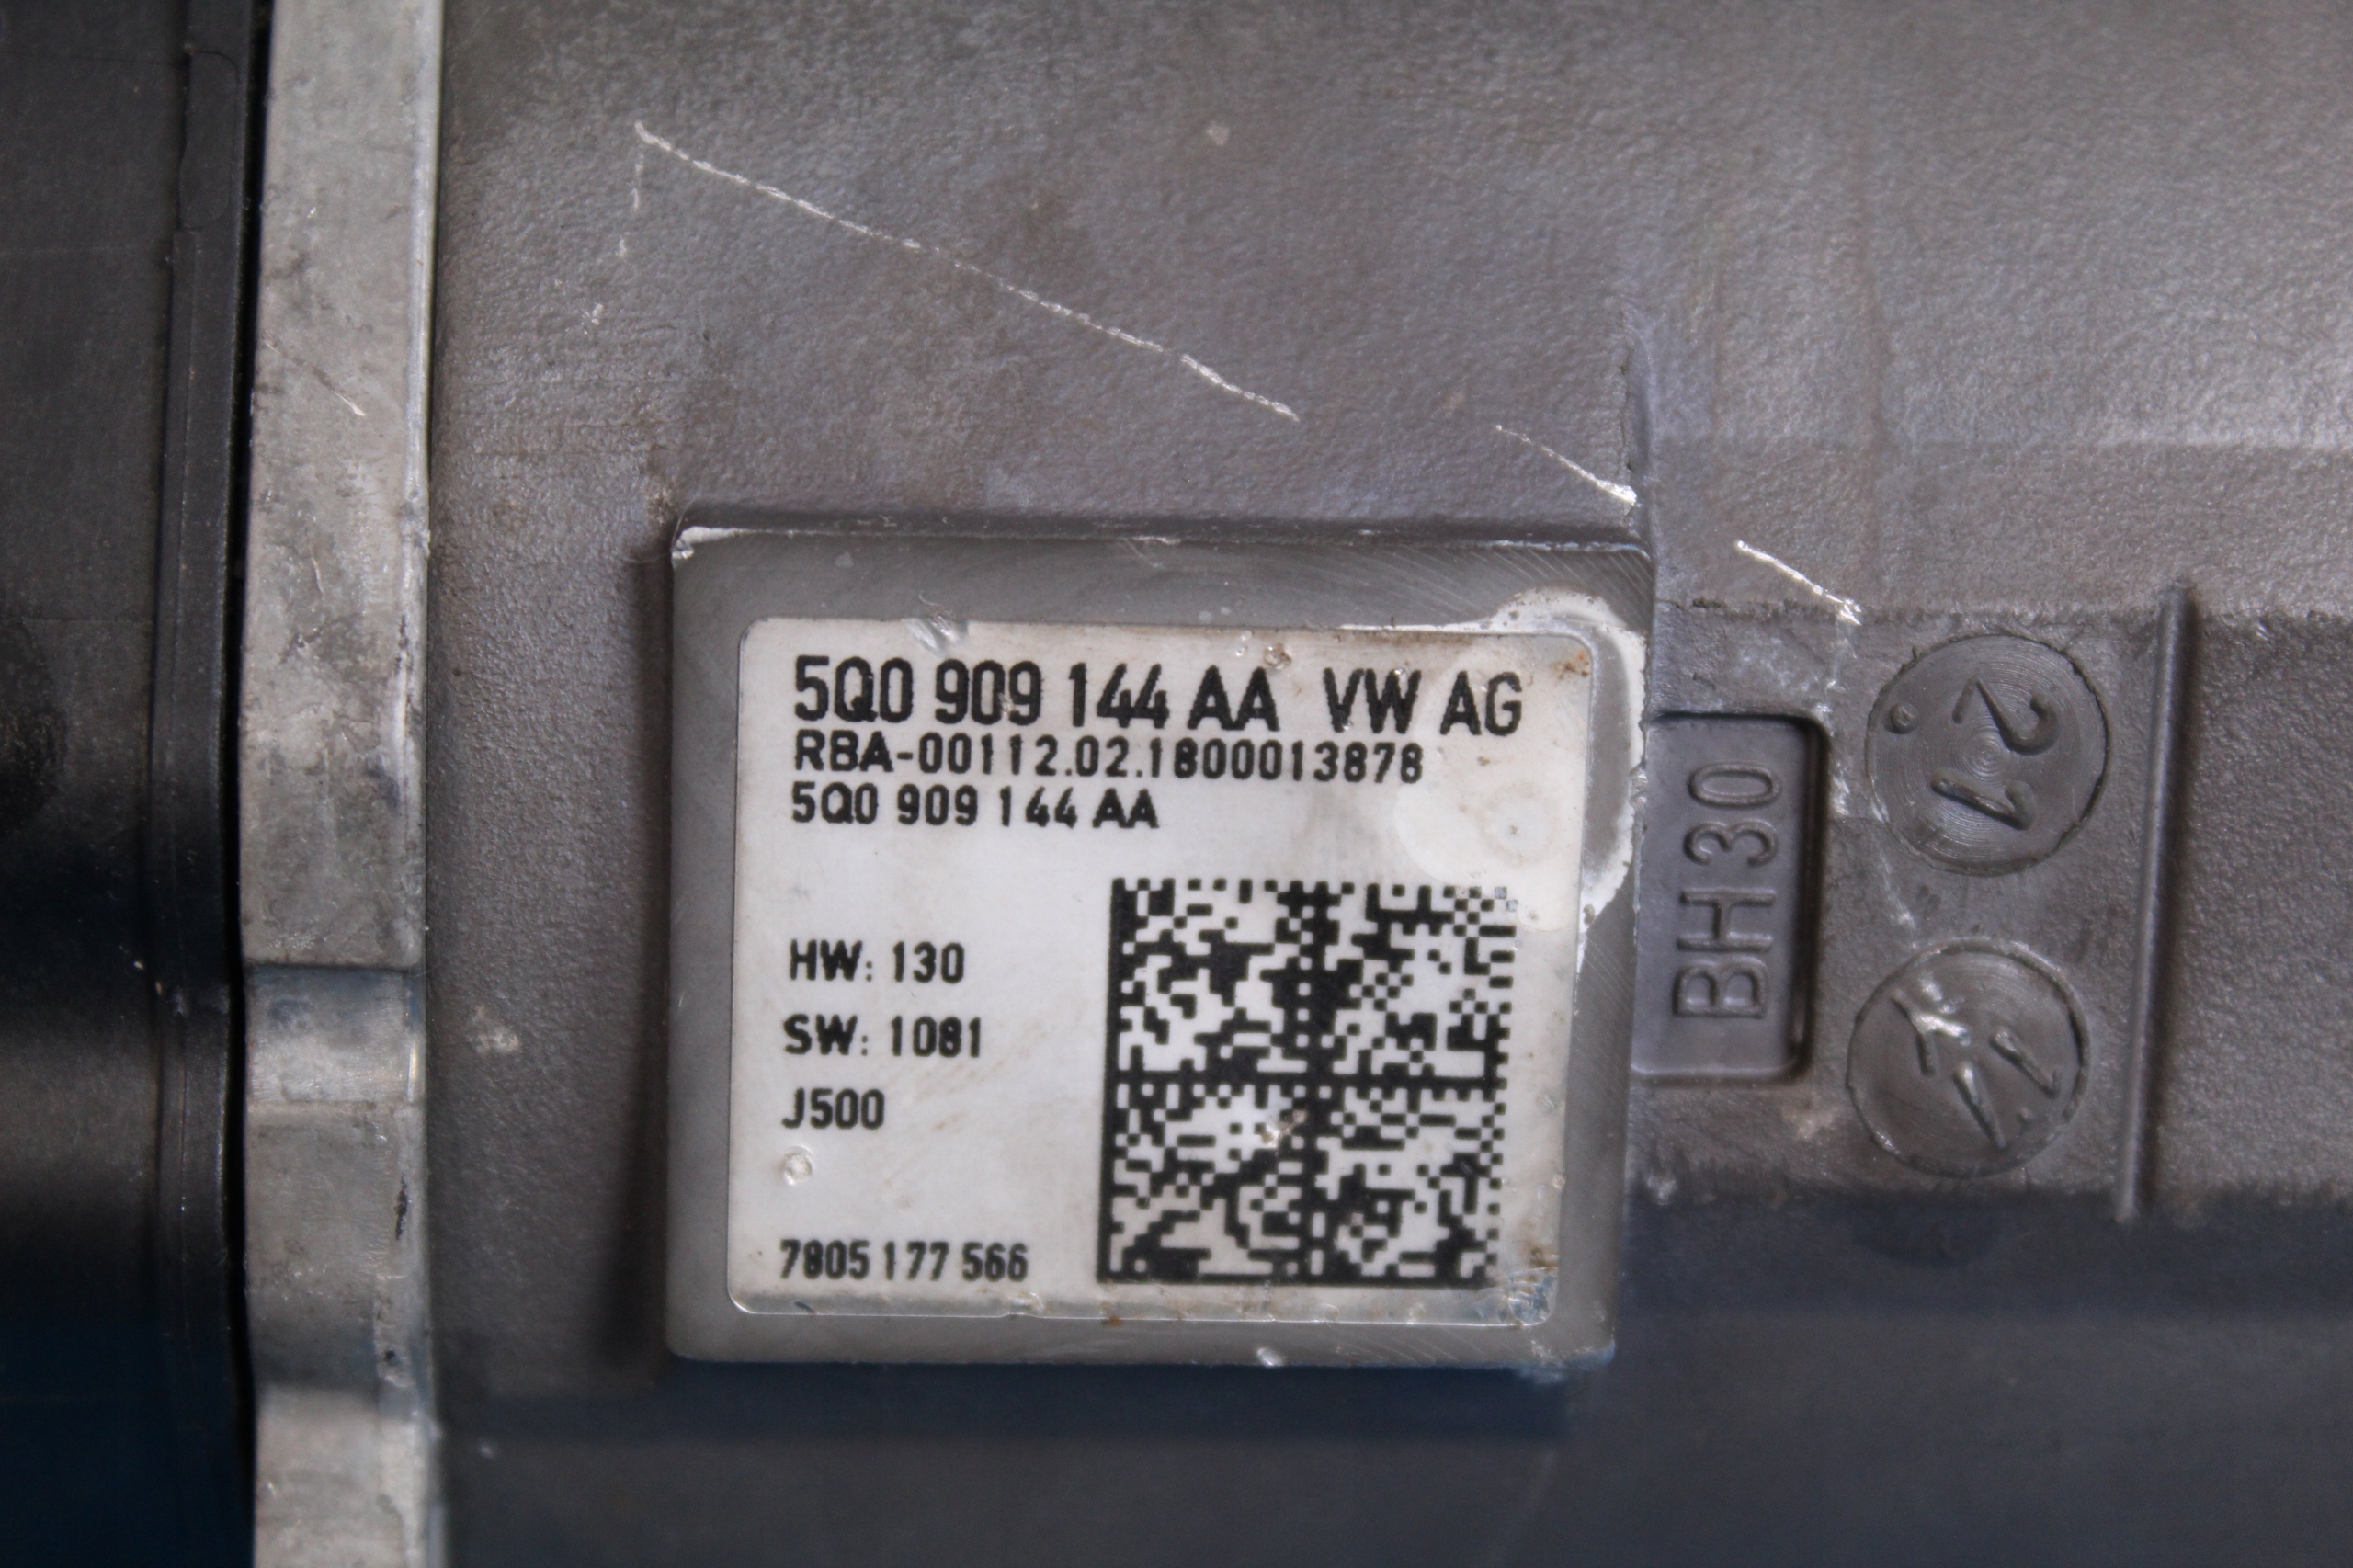 5Q0 909 144 AA VW AG
RBA-00112.02.1800013878
5Q0 909 144 AA
HW: 130
SW: 1081
J500
7805 177 566
BH30
21